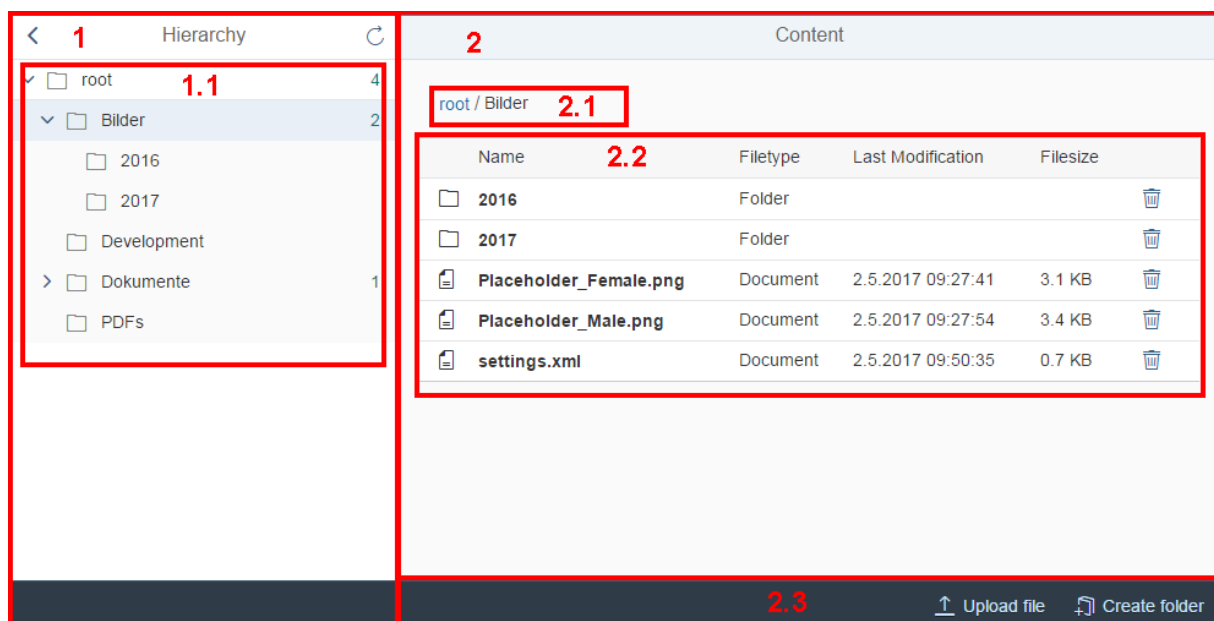 1 Hierarchy
1.1
root 4
Bilder 2
2016
2017
Development
Dokumente 1
PDFs
2 Content
root / Bilder 2.1
Name 2.2 Filetype Last Modification Filesize
2016 Folder
2017 Folder
Placeholder_Female.png Document 2.5.2017 09:27:41 3.1 KB
Placeholder_Male.png Document 2.5.2017 09:27:54 3.4 KB
settings.xml Document 2.5.2017 09:50:35 0.7 KB
2.3 Upload file Create folder